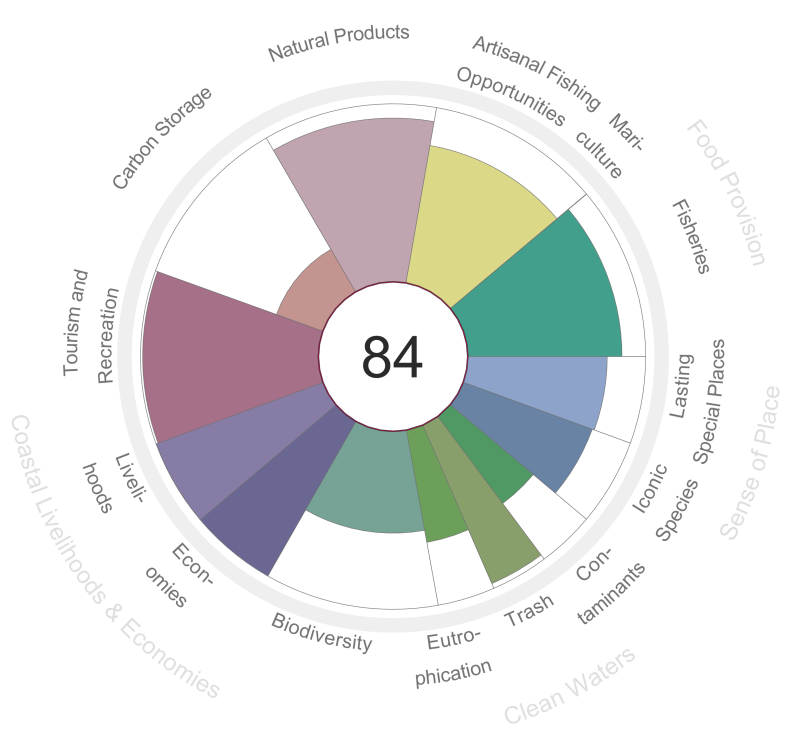 Natural Products
Artisanal Fishing
Opportunities
Mari-
culture
Food Provision
Fisheries
Lasting
Special Places
Iconic
Species
Sense of Place
Con-
taminants
Trash
Eutro-
phication
Clean Waters
Biodiversity
Econ-
omies
Liveli-
hoods
Coastal Livelihoods & Economies
Tourism and
Recreation
Carbon Storage
84